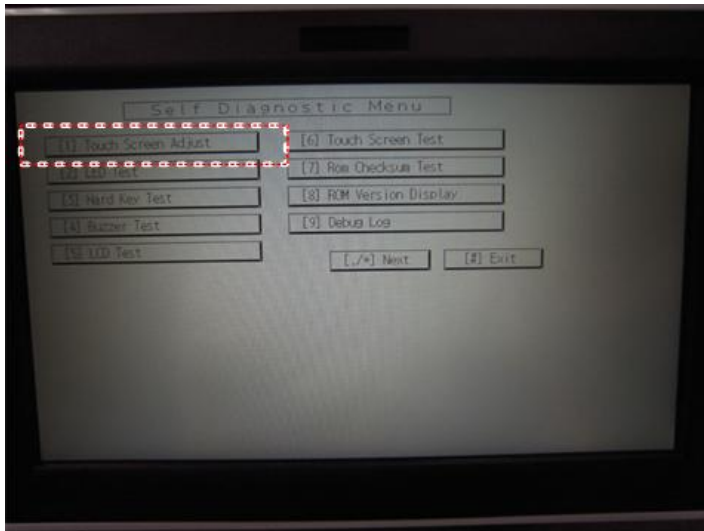 Self Diagnostic Menu
[1] Touch Screen Adjust
[2] LED Test
[3] Hard Key Test
[4] Buzzer Test
[5] LCD Test
[6] Touch Screen Test
[7] Rom Checksum Test
[8] ROM Version Display
[9] Debug Log
[./*] Next
[#] Exit